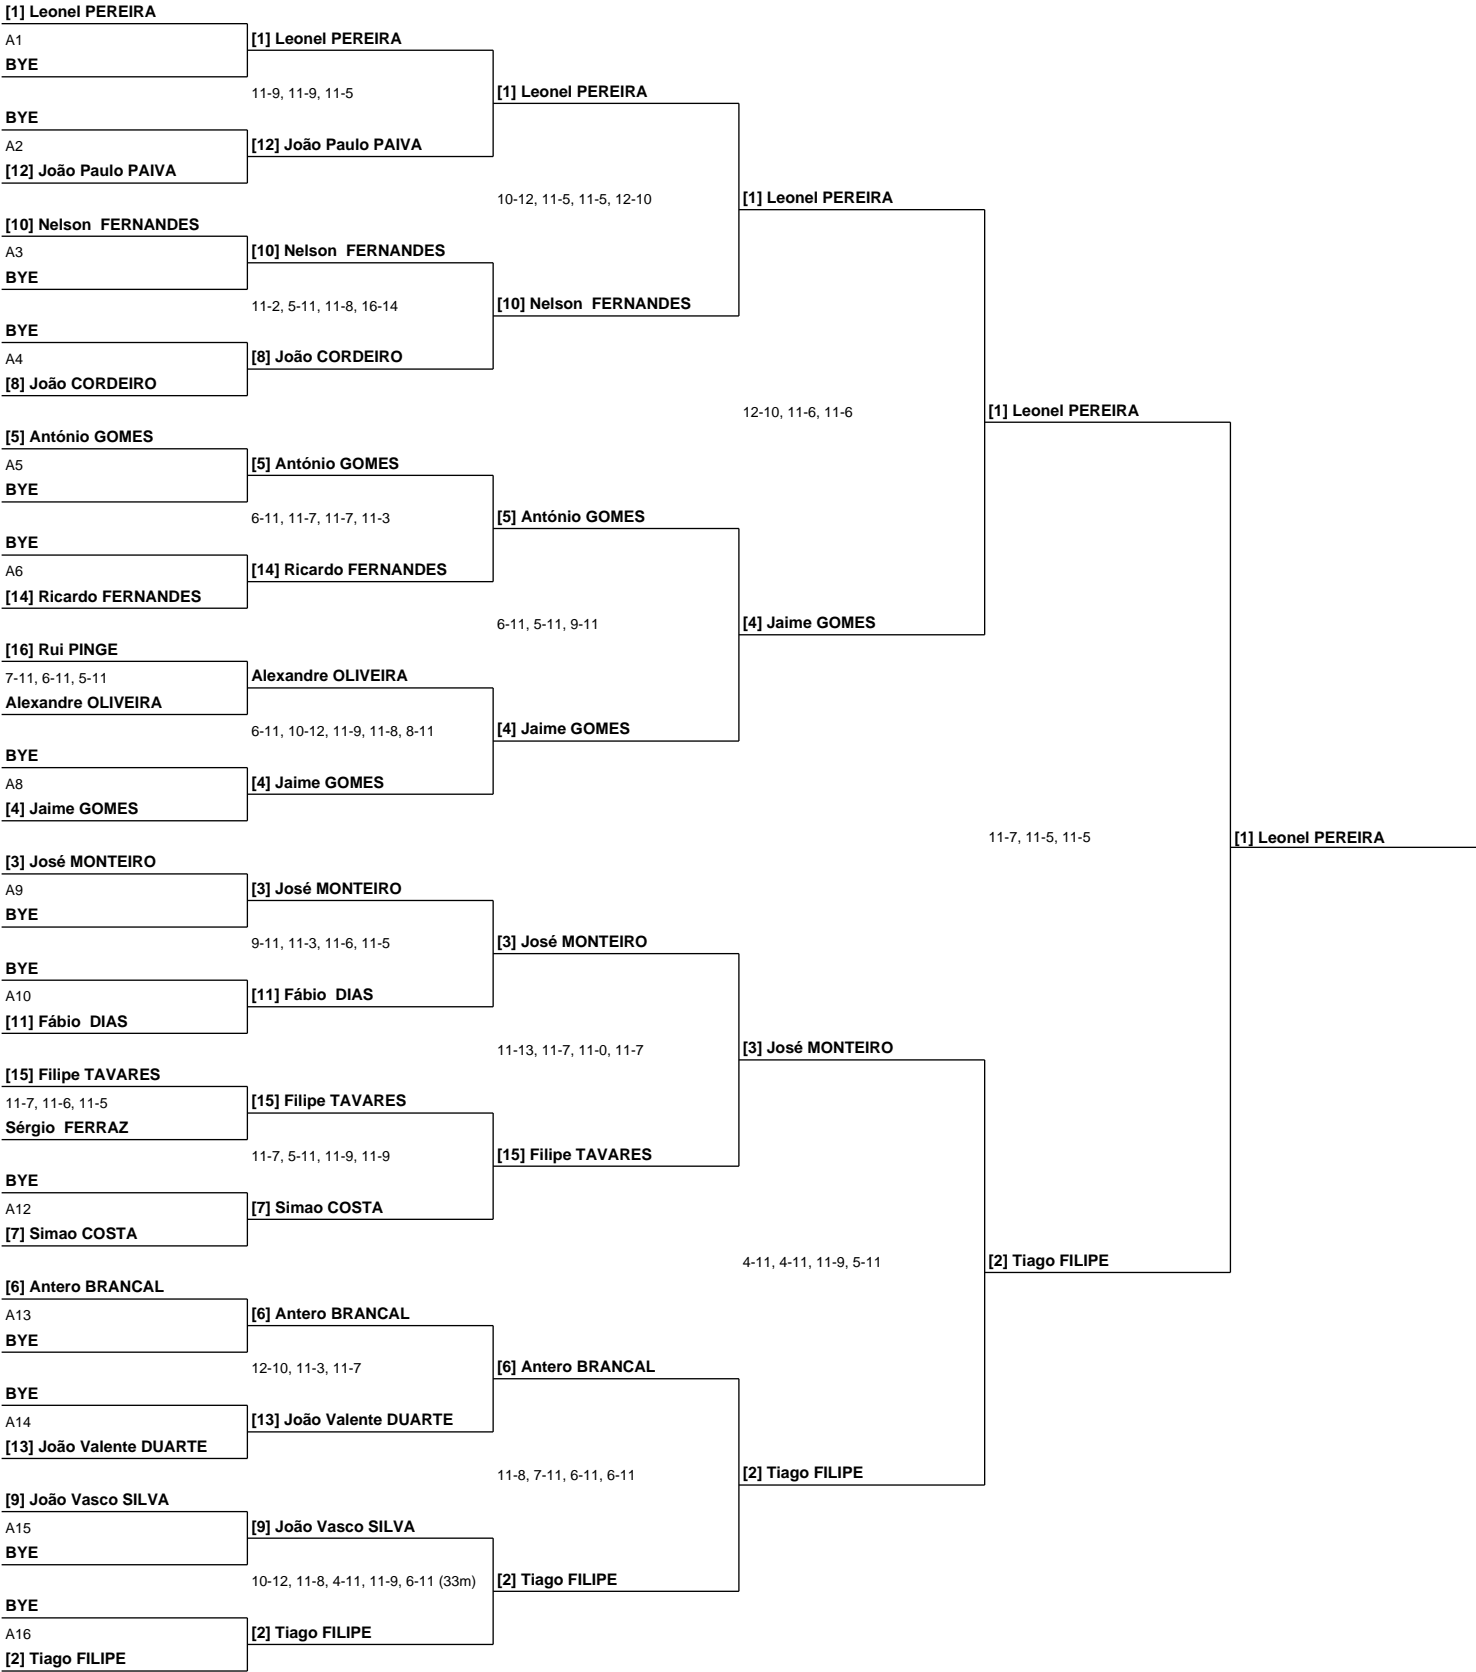 [1] Leonel PEREIRA
A1
BYE
BYE
A2
[12] João Paulo PAIVA
[10] Nelson  FERNANDES
A3
BYE
BYE
A4
[8] João CORDEIRO
[5] António GOMES
A5
BYE
BYE
A6
[14] Ricardo FERNANDES
[16] Rui PINGE
7-11, 6-11, 5-11
Alexandre OLIVEIRA
BYE
A8
[4] Jaime GOMES
[3] José MONTEIRO
A9
BYE
BYE
A10
[11] Fábio  DIAS
[15] Filipe TAVARES
11-7, 11-6, 11-5
Sérgio  FERRAZ
BYE
A12
[7] Simao COSTA
[6] Antero BRANCAL
A13
BYE
BYE
A14
[13] João Valente DUARTE
[9] João Vasco SILVA
A15
BYE
BYE
A16
[2] Tiago FILIPE
[1] Leonel PEREIRA
11-9, 11-9, 11-5
[12] João Paulo PAIVA
[10] Nelson  FERNANDES
11-2, 5-11, 11-8, 16-14
[8] João CORDEIRO
[5] António GOMES
6-11, 11-7, 11-7, 11-3
[14] Ricardo FERNANDES
Alexandre OLIVEIRA
6-11, 10-12, 11-9, 11-8, 8-11
[4] Jaime GOMES
[3] José MONTEIRO
9-11, 11-3, 11-6, 11-5
[11] Fábio  DIAS
[15] Filipe TAVARES
11-7, 5-11, 11-9, 11-9
[7] Simao COSTA
[6] Antero BRANCAL
12-10, 11-3, 11-7
[13] João Valente DUARTE
[9] João Vasco SILVA
10-12, 11-8, 4-11, 11-9, 6-11 (33m)
[2] Tiago FILIPE
[1] Leonel PEREIRA
10-12, 11-5, 11-5, 12-10
[10] Nelson  FERNANDES
[5] António GOMES
6-11, 5-11, 9-11
[4] Jaime GOMES
[3] José MONTEIRO
11-13, 11-7, 11-0, 11-7
[15] Filipe TAVARES
[6] Antero BRANCAL
11-8, 7-11, 6-11, 6-11
[2] Tiago FILIPE
[1] Leonel PEREIRA
12-10, 11-6, 11-6
[4] Jaime GOMES
[3] José MONTEIRO
4-11, 4-11, 11-9, 5-11
[2] Tiago FILIPE
[1] Leonel PEREIRA
11-7, 11-5, 11-5
[2] Tiago FILIPE
[1] Leonel PEREIRA